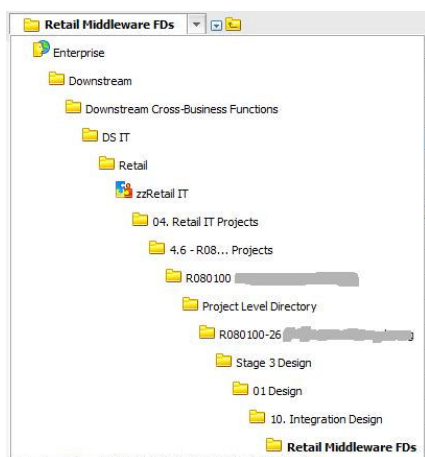 Retail Middleware FDs
Enterprise
Downstream
Downstream Cross-Business Functions
DS IT
Retail
zzRetail IT
04. Retail IT Projects
4.6 - R08... Projects
R080100
Project Level Directory
R080100-26
Stage 3 Design
01 Design
10. Integration Design
Retail Middleware FDs